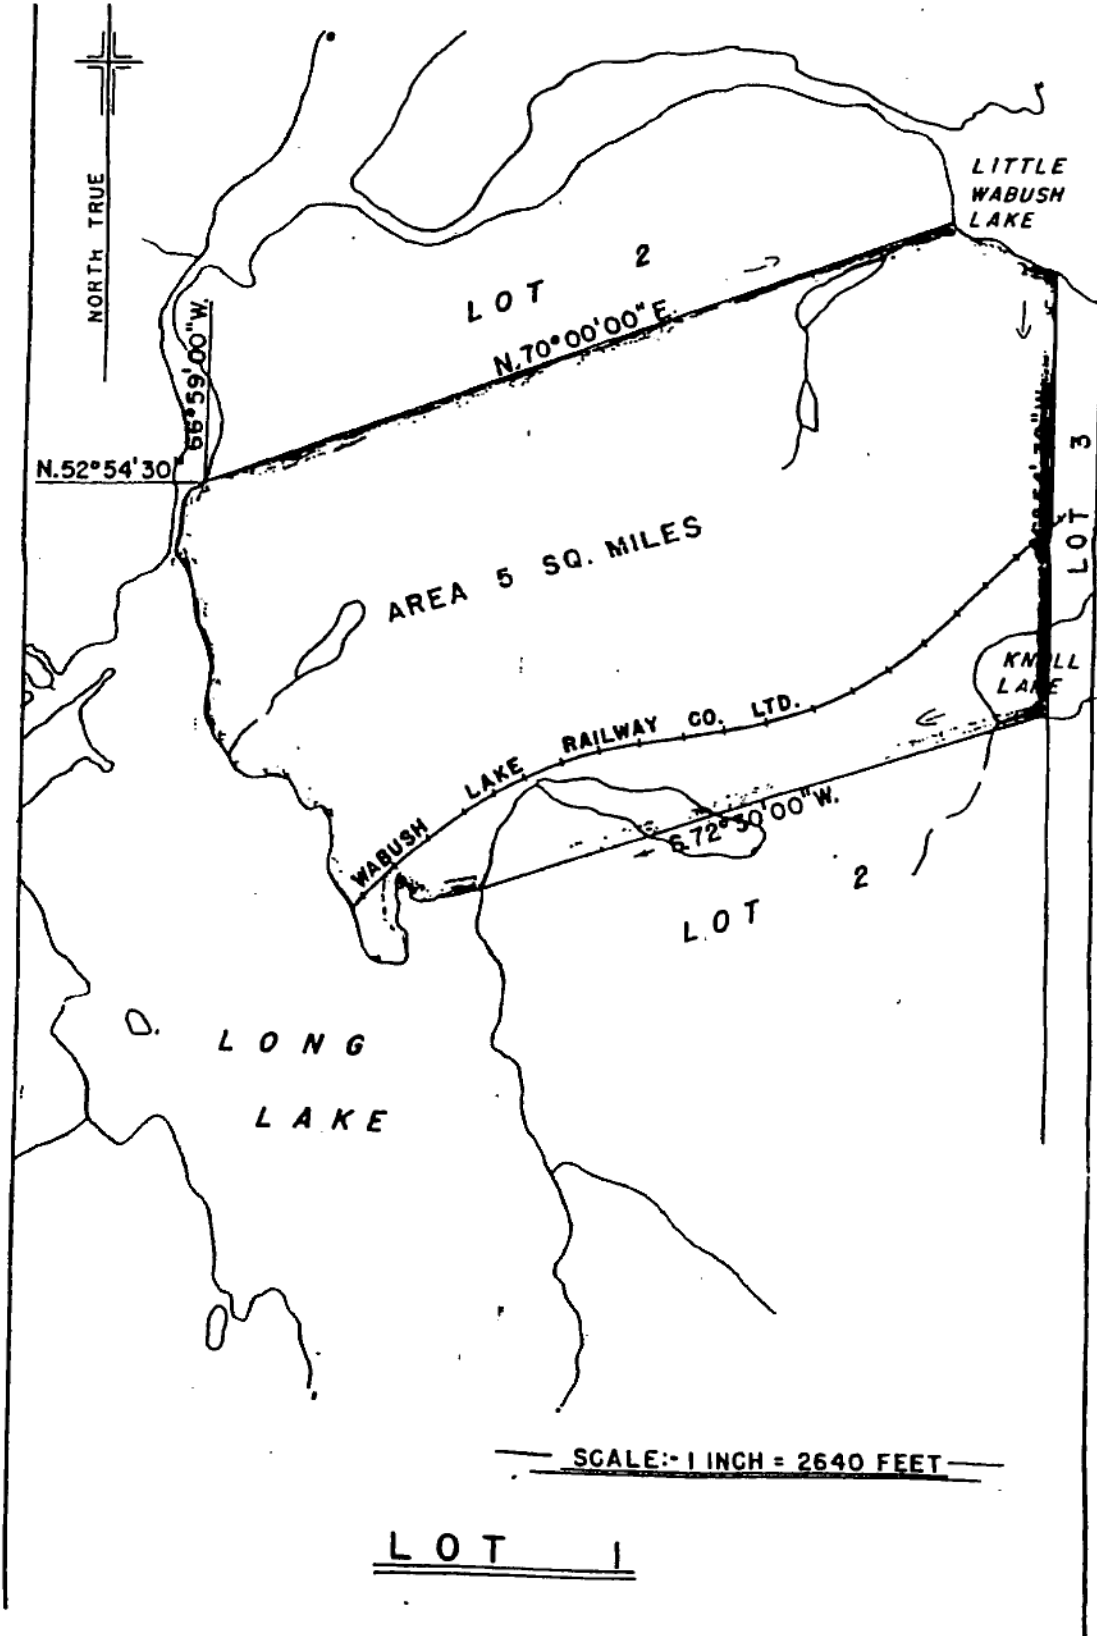 LITTLE
WABUSH
LAKE
NORTH TRUE
LOT 2
N.70°00'00"E.
66°59'00"W.
N.52°54'30
LOT 3
AREA 5 SQ. MILES
KNOLL
LAKE
WABUSH LAKE RAILWAY CO. LTD.
S.72°30'00"W.
LOT 2
LONG
LAKE
SCALE:- 1 INCH = 2640 FEET
LOT 1